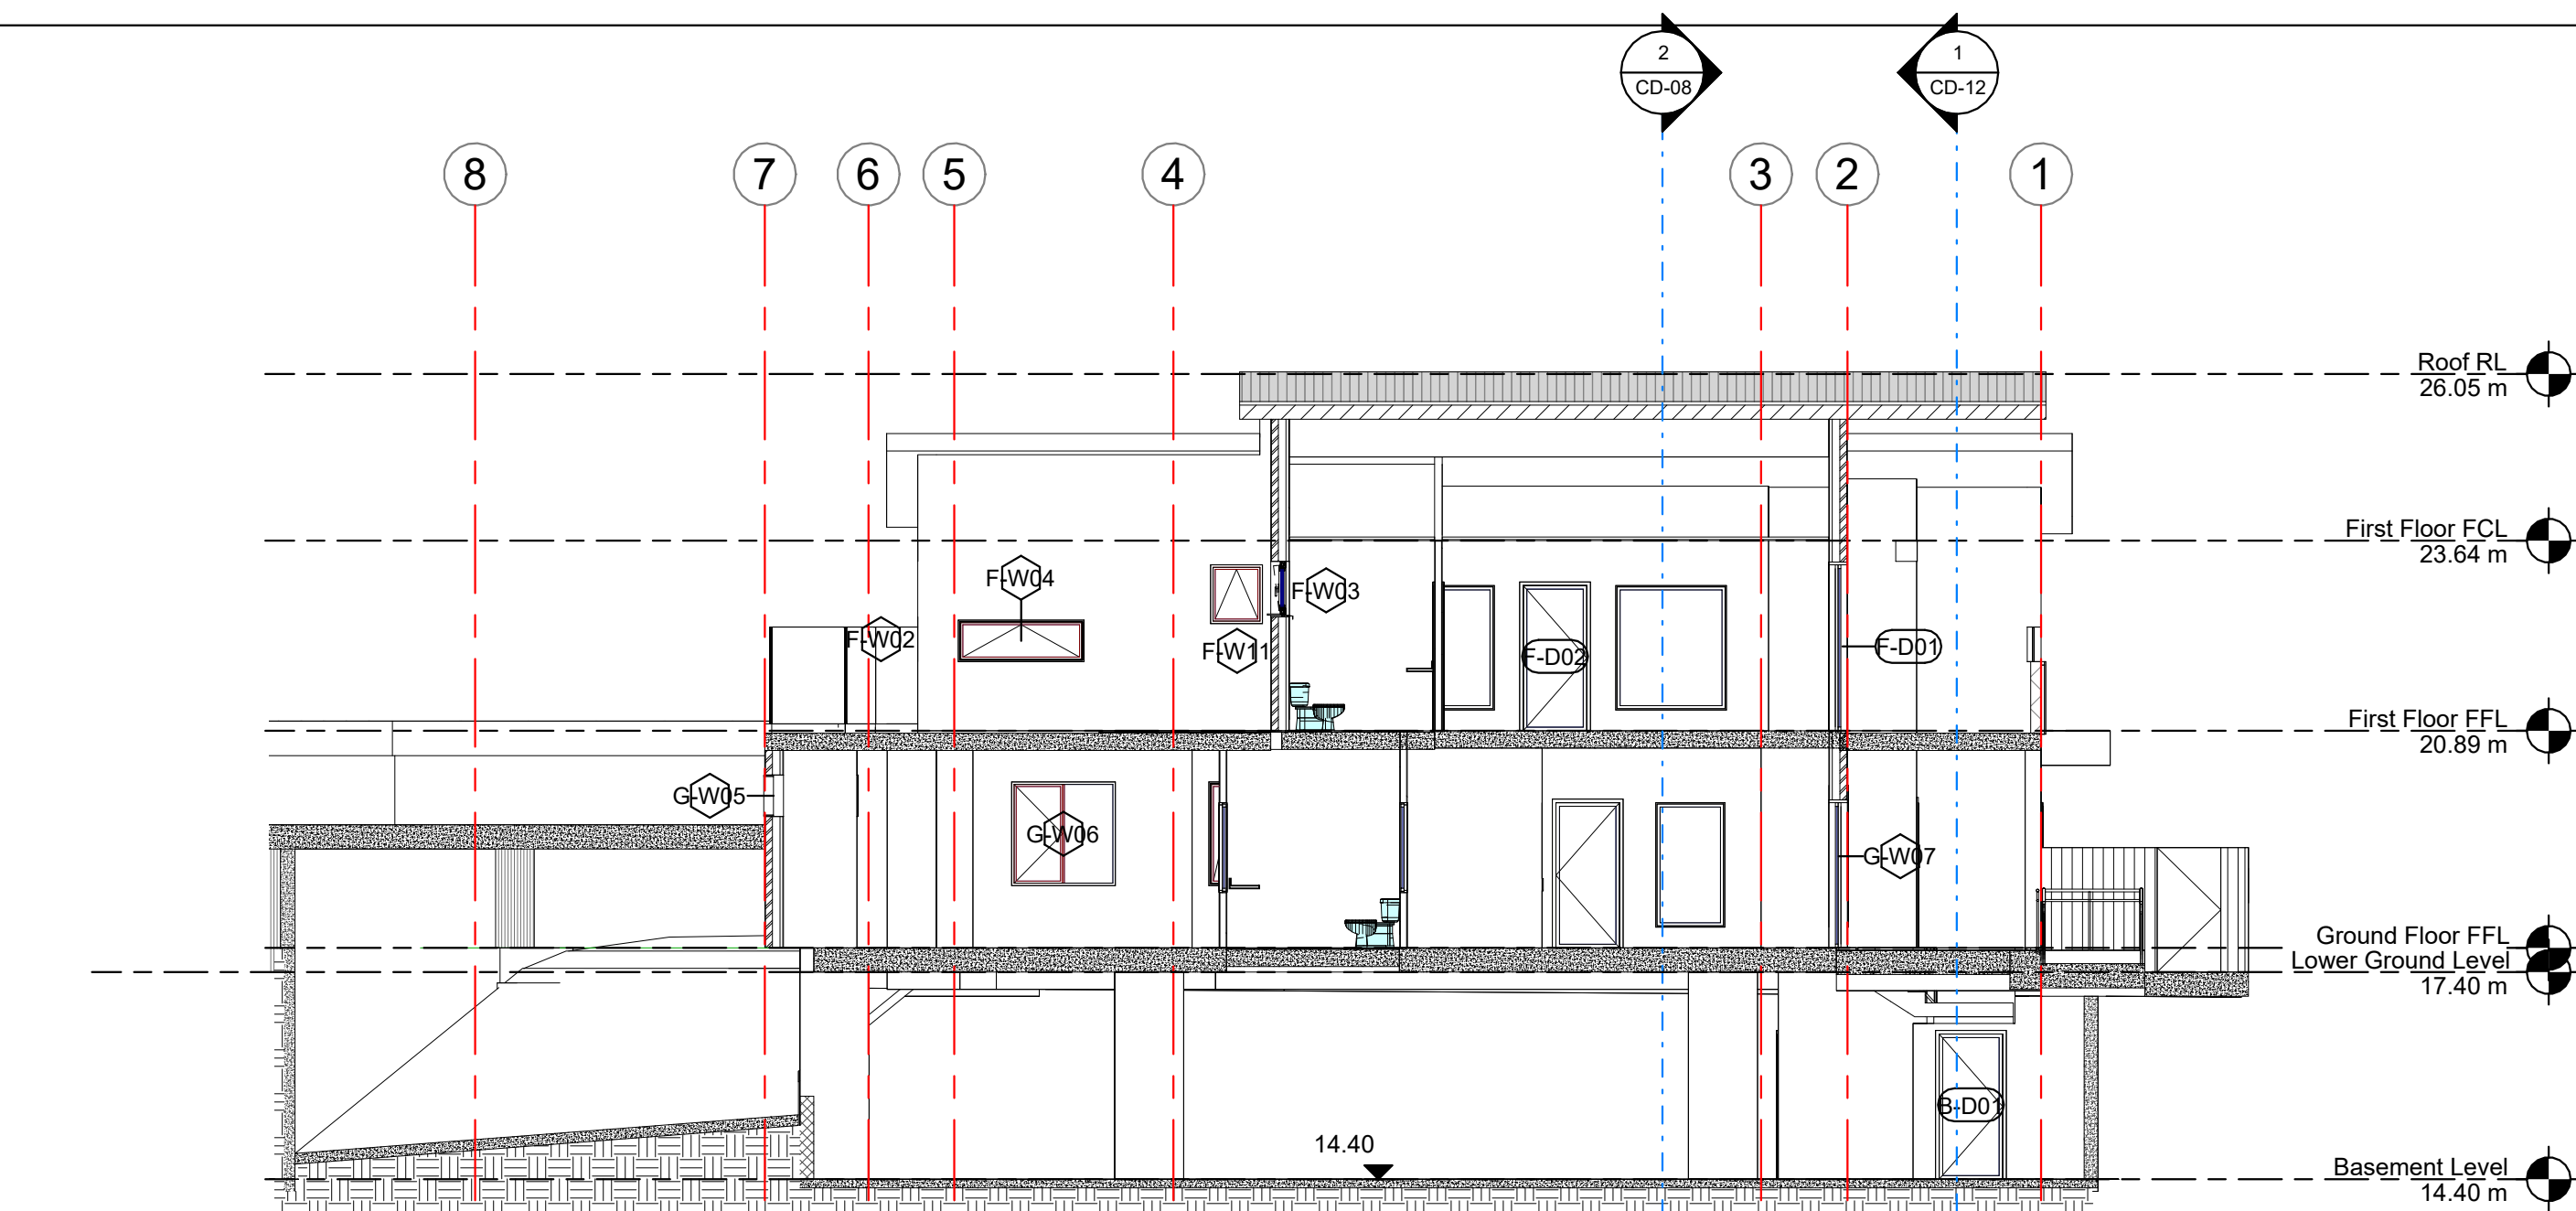 2
CD-08
1
CD-12
8
7
6
5
4
3
2
1
Roof RL
26.05 m
First Floor FCL
23.64 m
F-W04
F-W03
F-W02
F-W11
F-D02
F-D01
First Floor FFL
20.89 m
G-W05
G-W06
G-W07
Ground Floor FFL
Lower Ground Level
17.40 m
B-D01
14.40
Basement Level
14.40 m